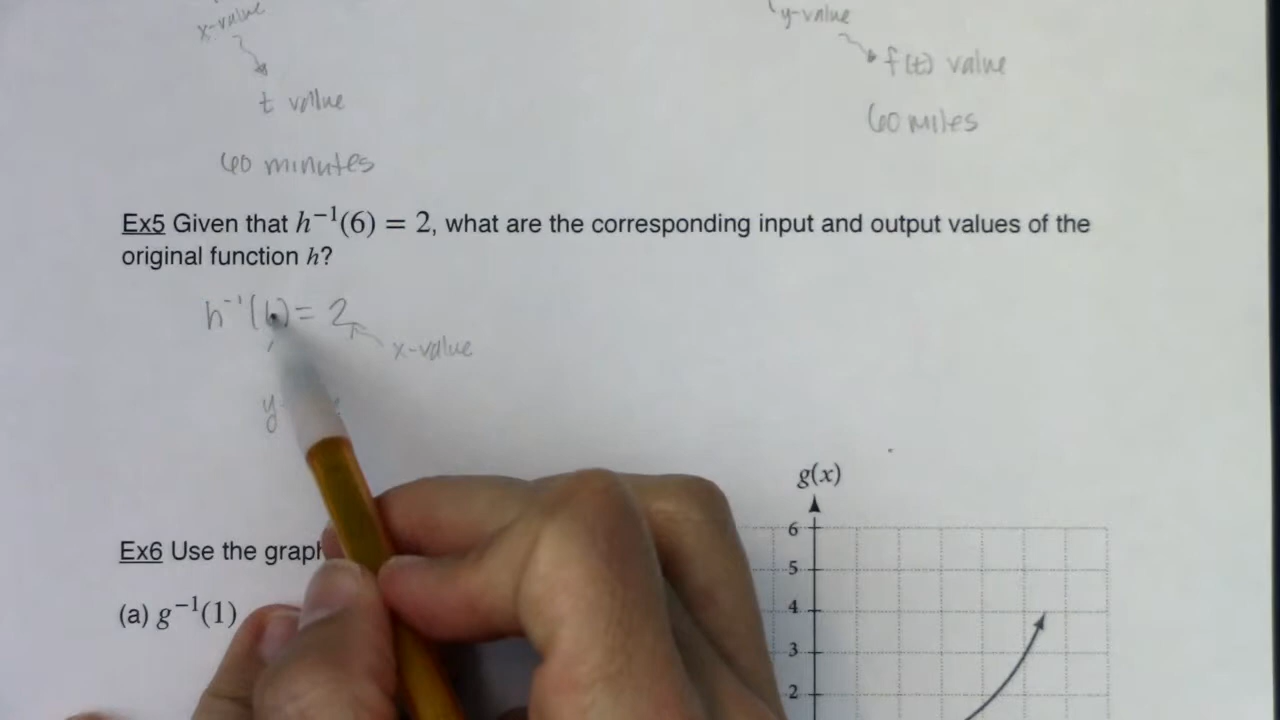 x-value
y-value
t value
f(t) value
60 minutes
60 miles
Ex5 Given that h⁻¹(6) = 2, what are the corresponding input and output values of the
original function h?
h⁻¹(6) = 2
x-value
y
g(x)
6
5
4
3
2
Ex6 Use the graph
(a) g⁻¹(1)